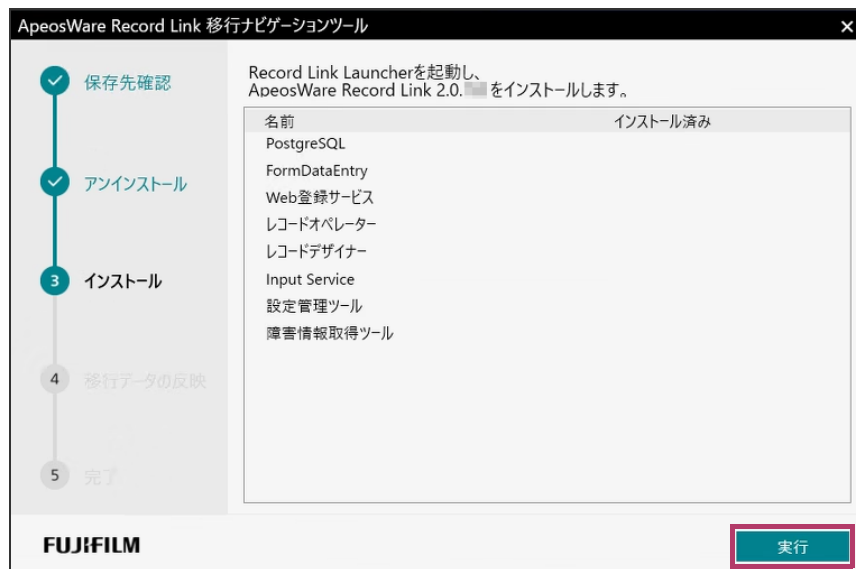 ApeosWare Record Link 移行ナビゲーションツール
保存先確認
アンインストール
3 インストール
4 移行データの反映
5 完了
Record Link Launcherを起動し、
ApeosWare Record Link 2.0. をインストールします。
名前 インストール済み
PostgreSQL
FormDataEntry
Web登録サービス
レコードオペレーター
レコードデザイナー
Input Service
設定管理ツール
障害情報取得ツール
FUJIFILM
実行